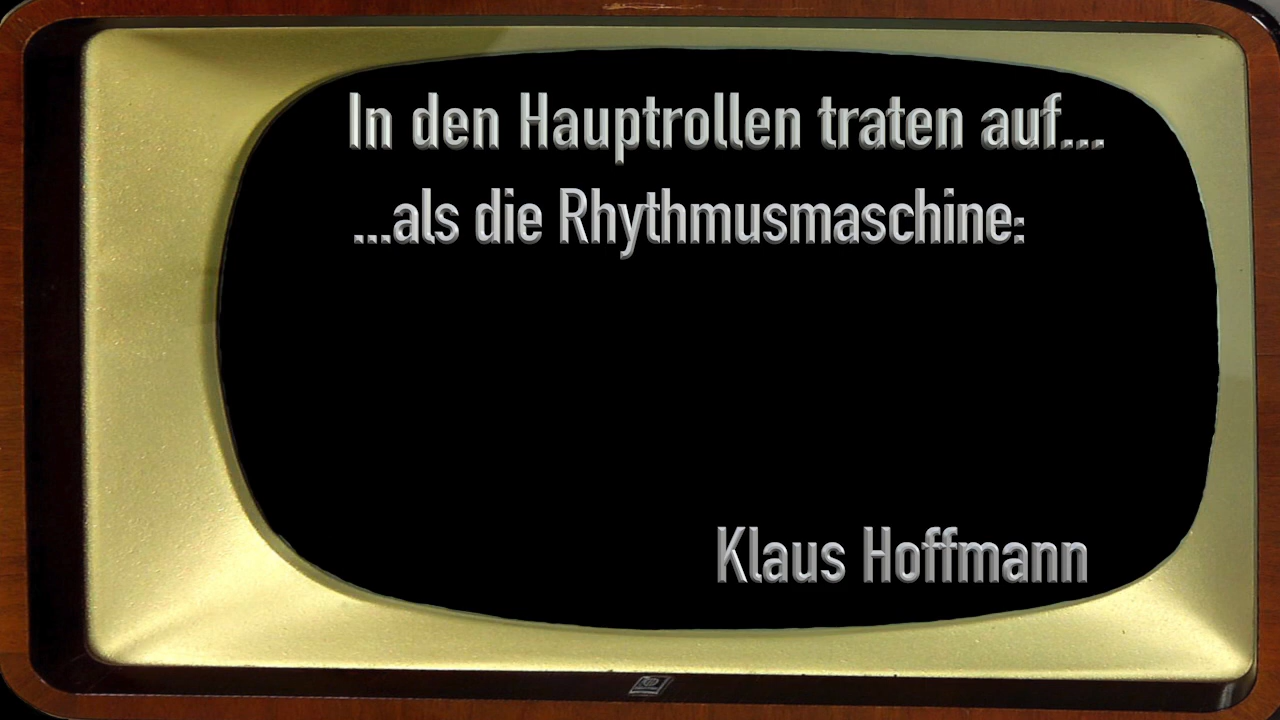 In den Hauptrollen traten auf...
...als die Rhythmusmaschine:
Klaus Hoffmann